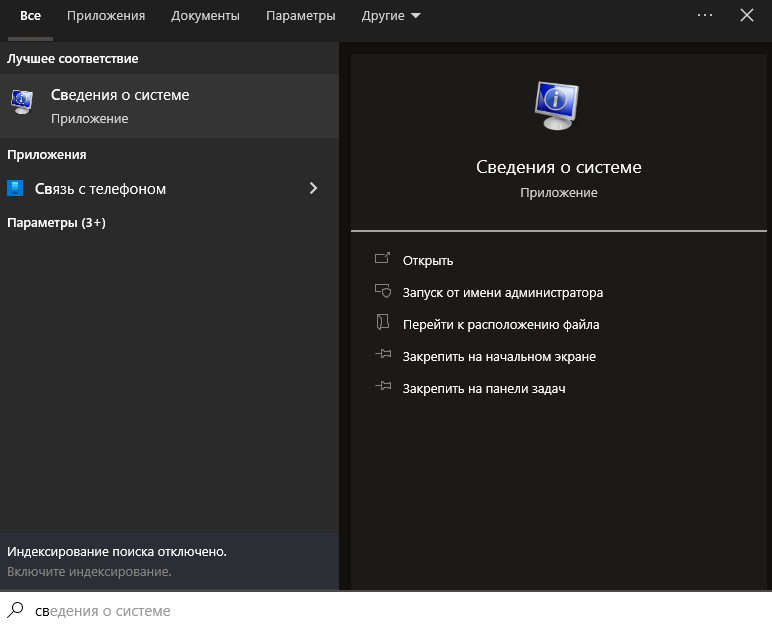 Все Приложения Документы Параметры Другие
Лучшее соответствие
Сведения о системе
Приложение
Приложения
Связь с телефоном
Параметры (3+)
Сведения о системе
Приложение
Открыть
Запуск от имени администратора
Перейти к расположению файла
Закрепить на начальном экране
Закрепить на панели задач
Индексирование поиска отключено.
Включите индексирование.
сведения о системе